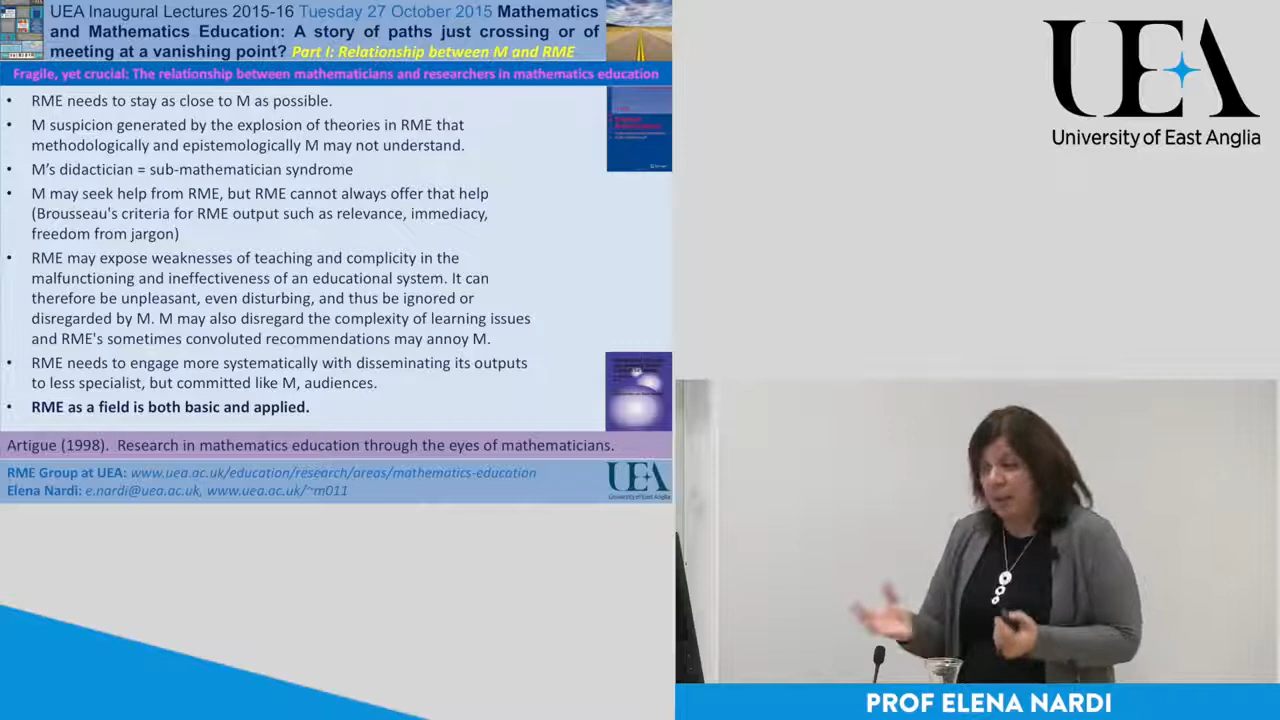 UEA Inaugural Lectures 2015-16 Tuesday 27 October 2015 Mathematics
and Mathematics Education: A story of paths just crossing or of
meeting at a vanishing point? Part I: Relationship between M and RME
Fragile, yet crucial: The relationship between mathematicians and researchers in mathematics education
• RME needs to stay as close to M as possible.
• M suspicion generated by the explosion of theories in RME that
methodologically and epistemologically M may not understand.
• M’s didactician = sub-mathematician syndrome
• M may seek help from RME, but RME cannot always offer that help
(Brousseau's criteria for RME output such as relevance, immediacy,
freedom from jargon)
• RME may expose weaknesses of teaching and complicity in the
malfunctioning and ineffectiveness of an educational system. It can
therefore be unpleasant, even disturbing, and thus be ignored or
disregarded by M. M may also disregard the complexity of learning issues
and RME's sometimes convoluted recommendations may annoy M.
• RME needs to engage more systematically with disseminating its outputs
to less specialist, but committed like M, audiences.
• RME as a field is both basic and applied.
Artigue (1998). Research in mathematics education through the eyes of mathematicians.
RME Group at UEA: www.uea.ac.uk/education/research/areas/mathematics-education
Elena Nardi: e.nardi@uea.ac.uk, www.uea.ac.uk/~m011
UEA
University of East Anglia
UEA
University of East Anglia
PROF ELENA NARDI